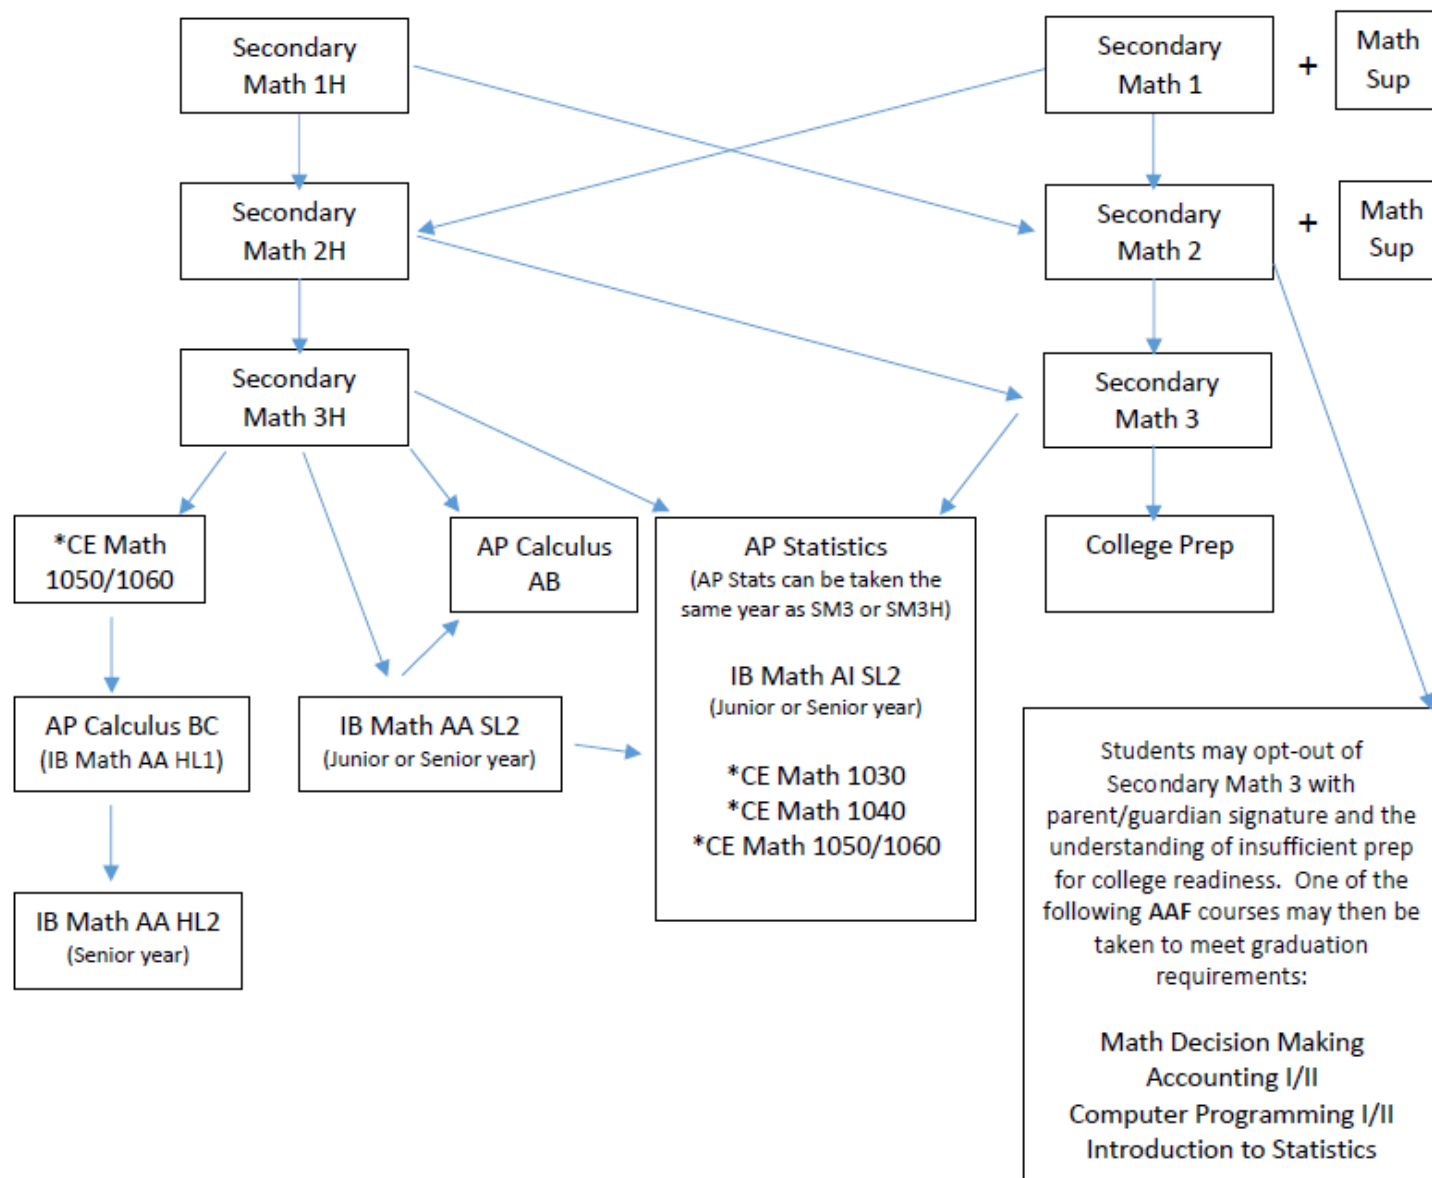 Secondary
Math 1H
Secondary
Math 1
+
Math
Sup
Secondary
Math 2H
Secondary
Math 2
+
Math
Sup
Secondary
Math 3H
Secondary
Math 3
*CE Math
1050/1060
AP Calculus
AB
AP Statistics
(AP Stats can be taken the
same year as SM3 or SM3H)
IB Math AI SL2
(Junior or Senior year)
*CE Math 1030
*CE Math 1040
*CE Math 1050/1060
College Prep
AP Calculus BC
(IB Math AA HL1)
IB Math AA SL2
(Junior or Senior year)
IB Math AA HL2
(Senior year)
Students may opt-out of
Secondary Math 3 with
parent/guardian signature and the
understanding of insufficient prep
for college readiness.  One of the
following AAF courses may then be
taken to meet graduation
requirements:
Math Decision Making
Accounting I/II
Computer Programming I/II
Introduction to Statistics